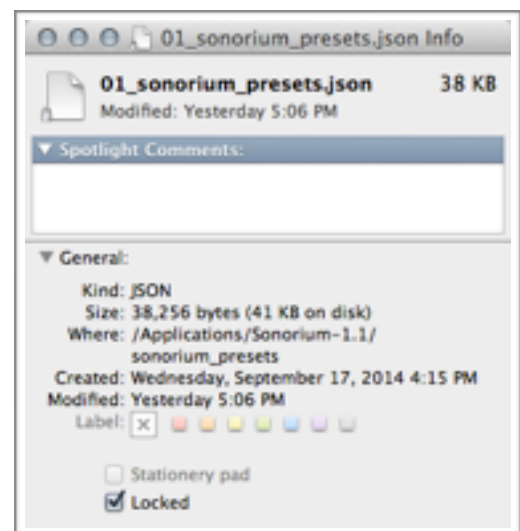 01_sonorium_presets.json Info
01_sonorium_presets.json 38 KB
Modified: Yesterday 5:06 PM
Spotlight Comments:
General:
Kind: JSON
Size: 38,256 bytes (41 KB on disk)
Where: /Applications/Sonorium-1.1/
sonorium_presets
Created: Wednesday, September 17, 2014 4:15 PM
Modified: Yesterday 5:06 PM
Label:
Stationery pad
Locked